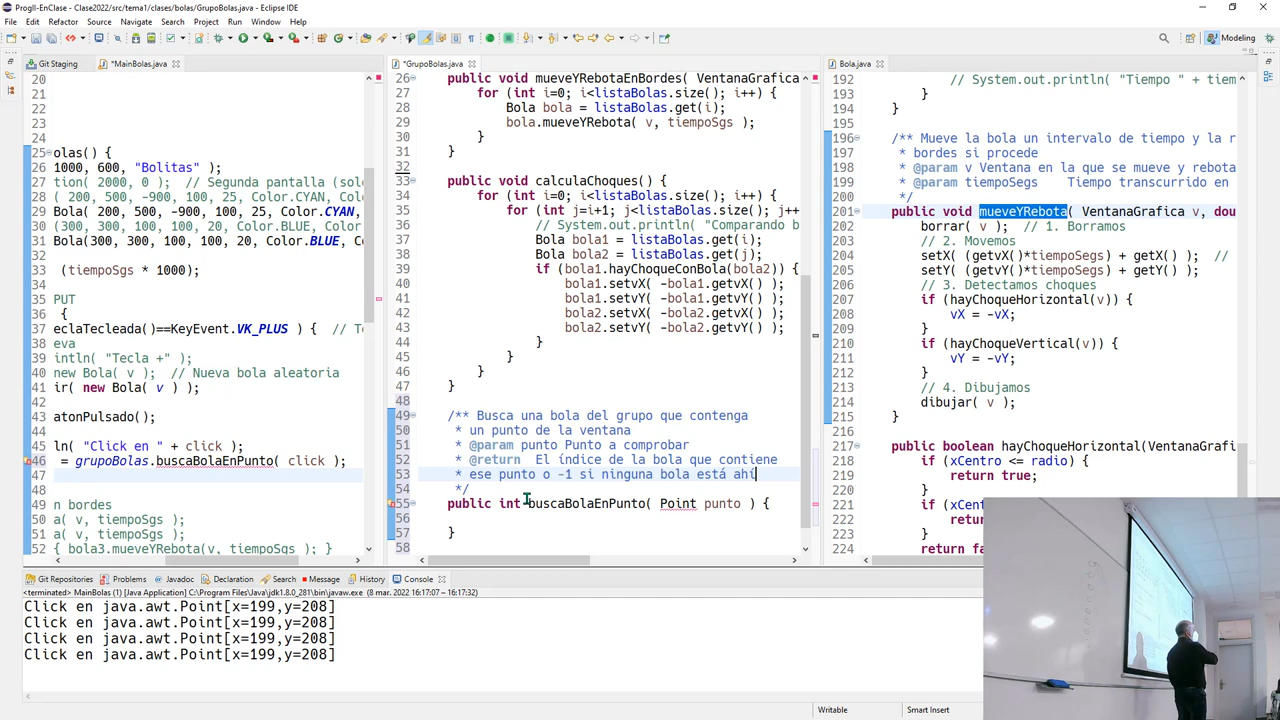 ProgII-EnClase - Clase2022/src/tema1/clases/bolas/GrupoBolas.java - Eclipse IDE
File Edit Refactor Source Navigate Search Project Run Window Help
Modeling
Git Staging
*MainBolas.java
20
21
22
23
24
25 olas() {
26 1000, 600, "Bolitas" );
27 tion( 2000, 0 ); // Segunda pantalla (sol
28 ( 200, 500, -900, 100, 25, Color.CYAN,
29 Bola( 200, 500, -900, 100, 25, Color.CYAN,
30 (300, 300, 100, 100, 20, Color.BLUE, Color
31 Bola(300, 300, 100, 100, 20, Color.BLUE, C
32
33 (tiempoSgs * 1000);
34
35 PUT
36 {
37 eclaTecleada()==KeyEvent.VK_PLUS ) { // Te
38 eva
39 intln( "Tecla +" );
40 new Bola( v ); // Nueva bola aleatoria
41 ir( new Bola( v ) );
42
43 atonPulsado();
44
45 ln( "Click en " + click );
46 = grupoBolas.buscaBolaEnPunto( click );
47
48
49 n bordes
50 a( v, tiempoSgs );
51 a( v, tiempoSgs );
52 { bola3.mueveYRebota(v, tiempoSgs ); }
*GrupoBolas.java
26 public void mueveYRebotaEnBordes( VentanaGrafica
27 for (int i=0; i<listaBolas.size(); i++) {
28 Bola bola = listaBolas.get(i);
29 bola.mueveYRebota( v, tiempoSgs );
30 }
31 }
32
33 public void calculaChoques() {
34 for (int i=0; i<listaBolas.size(); i++) {
35 for (int j=i+1; j<listaBolas.size(); j++
36 // System.out.println( "Comparando b
37 Bola bola1 = listaBolas.get(i);
38 Bola bola2 = listaBolas.get(j);
39 if (bola1.hayChoqueConBola(bola2)) {
40 bola1.setvX( -bola1.getvX() );
41 bola1.setvY( -bola1.getvY() );
42 bola2.setvX( -bola2.getvX() );
43 bola2.setvY( -bola2.getvY() );
44 }
45 }
46 }
47 }
48
49 /** Busca una bola del grupo que contenga
50 * un punto de la ventana
51 * @param punto Punto a comprobar
52 * @return El índice de la bola que contiene
53 * ese punto o -1 si ninguna bola está ahí
54 */
55 public int buscaBolaEnPunto( Point punto ) {
56
57 }
58
Bola.java
192 // System.out.println( "Tiempo " + tiem
193 }
194 }
195
196 /** Mueve la bola un intervalo de tiempo y la r
197 * bordes si procede
198 * @param v Ventana en la que se mueve y rebota
199 * @param tiempoSegs Tiempo transcurrido en
200 */
201 public void mueveYRebota( VentanaGrafica v, dou
202 borrar( v ); // 1. Borramos
203 // 2. Movemos
204 setX( (getvX()*tiempoSegs) + getX() ); //
205 setY( (getvY()*tiempoSegs) + getY() );
206 // 3. Detectamos choques
207 if (hayChoqueHorizontal(v)) {
208 vX = -vX;
209 }
210 if (hayChoqueVertical(v)) {
211 vY = -vY;
212 }
213 // 4. Dibujamos
214 dibujar( v );
215 }
216
217 public boolean hayChoqueHorizontal(VentanaGrafi
218 if (xCentro <= radio) {
219 return true;
220 }
221 if (xCent
222 retur
223 }
224 return fa
Git Repositories
Problems
Javadoc
Declaration
Search
Message
History
Console
<terminated> MainBolas (1) [Java Application] C:\Program Files\Java\jdk1.8.0_281\bin\javaw.exe (8 mar. 2022 16:17:07 – 16:17:32)
Click en java.awt.Point[x=199,y=208]
Click en java.awt.Point[x=199,y=208]
Click en java.awt.Point[x=199,y=208]
Click en java.awt.Point[x=199,y=208]
Writable
Smart Insert